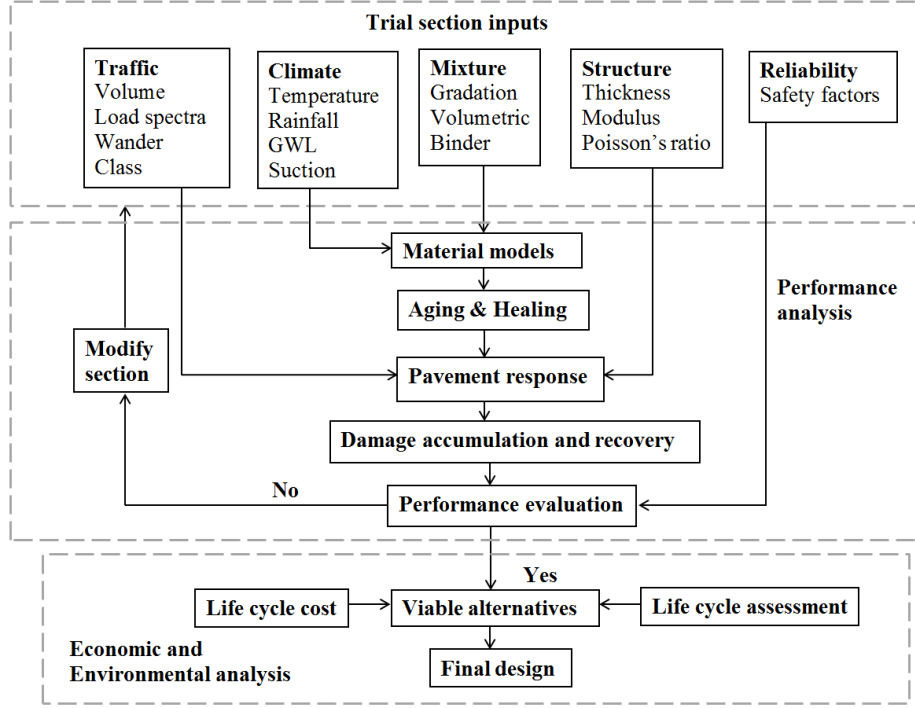 Trial section inputs
Traffic
Volume
Load spectra
Wander
Class
Climate
Temperature
Rainfall
GWL
Suction
Mixture
Gradation
Volumetric
Binder
Structure
Thickness
Modulus
Poisson's ratio
Reliability
Safety factors
Material models
Performance
analysis
Aging & Healing
Modify
section
Pavement response
Damage accumulation and recovery
No
Performance evaluation
Yes
Life cycle cost
Viable alternatives
Life cycle assessment
Economic and
Environmental analysis
Final design